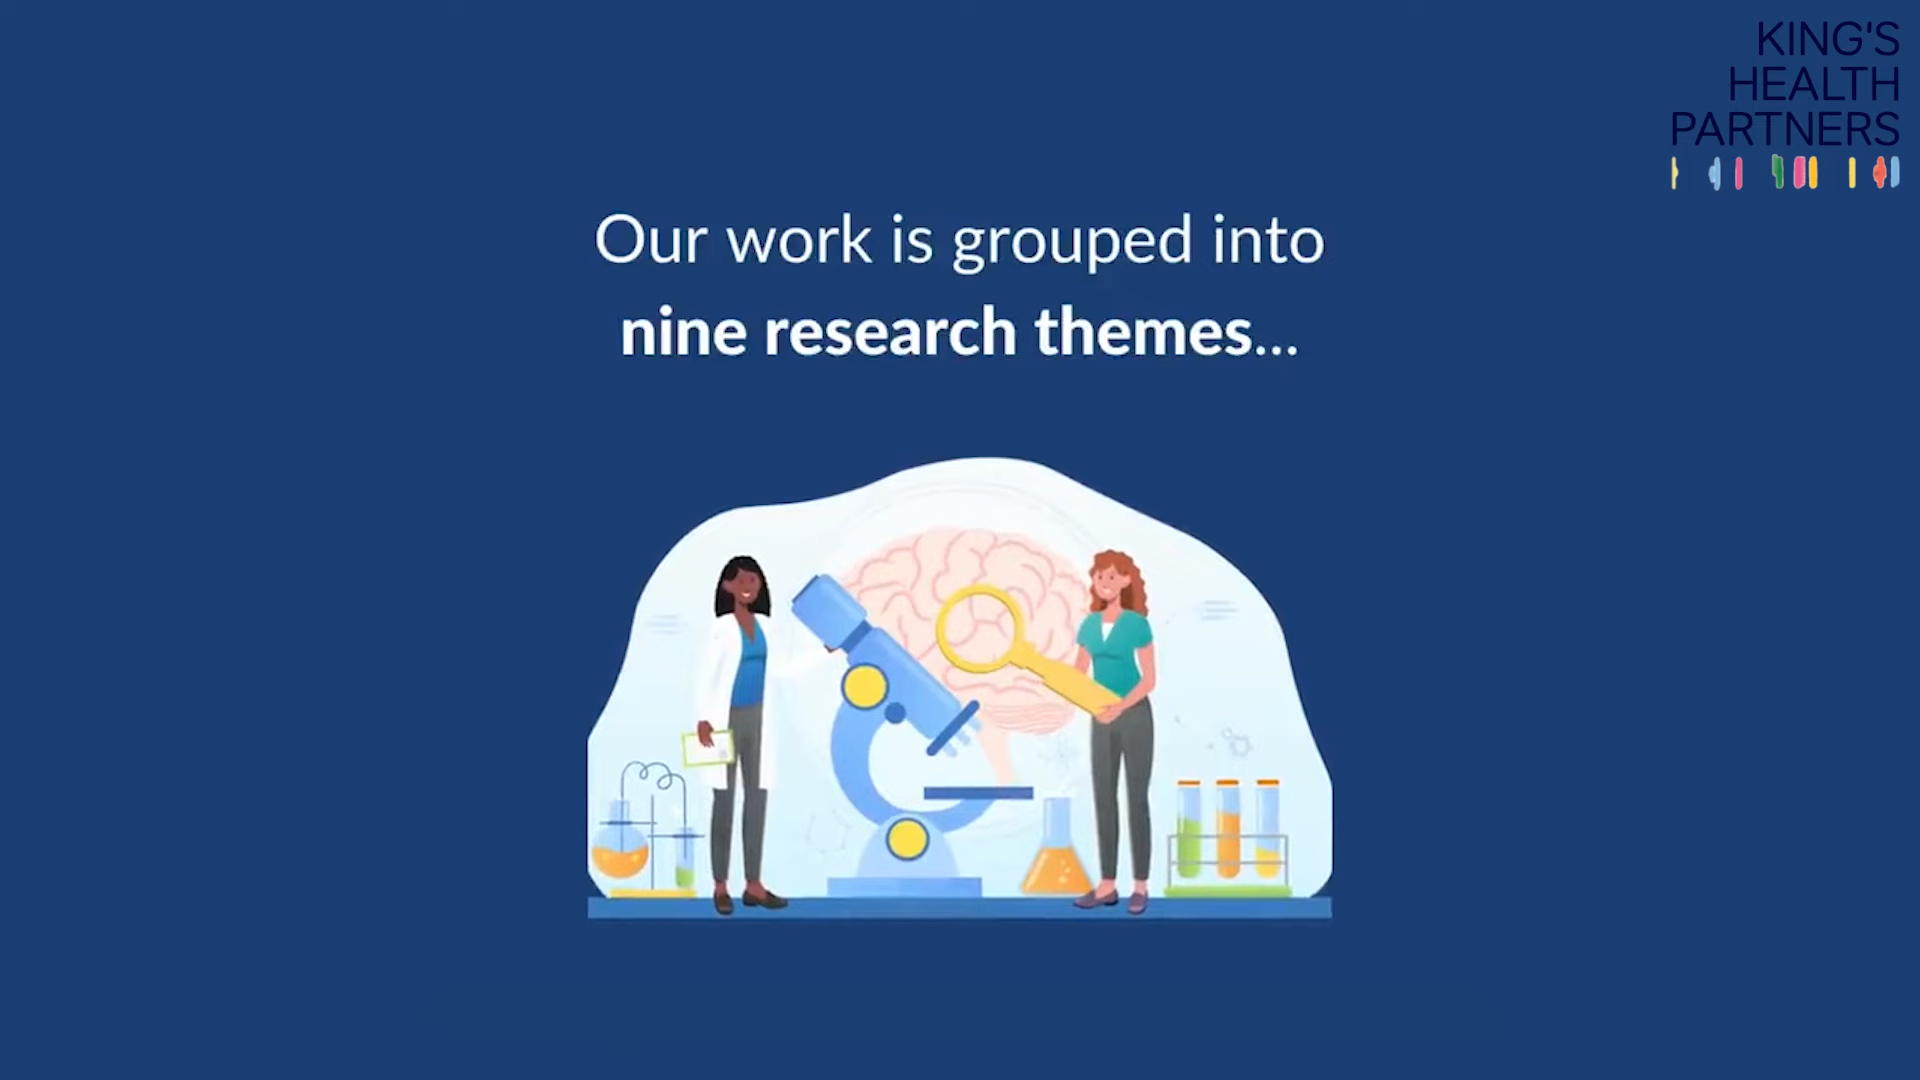 KING'S
HEALTH
PARTNERS
Our work is grouped into
nine research themes...